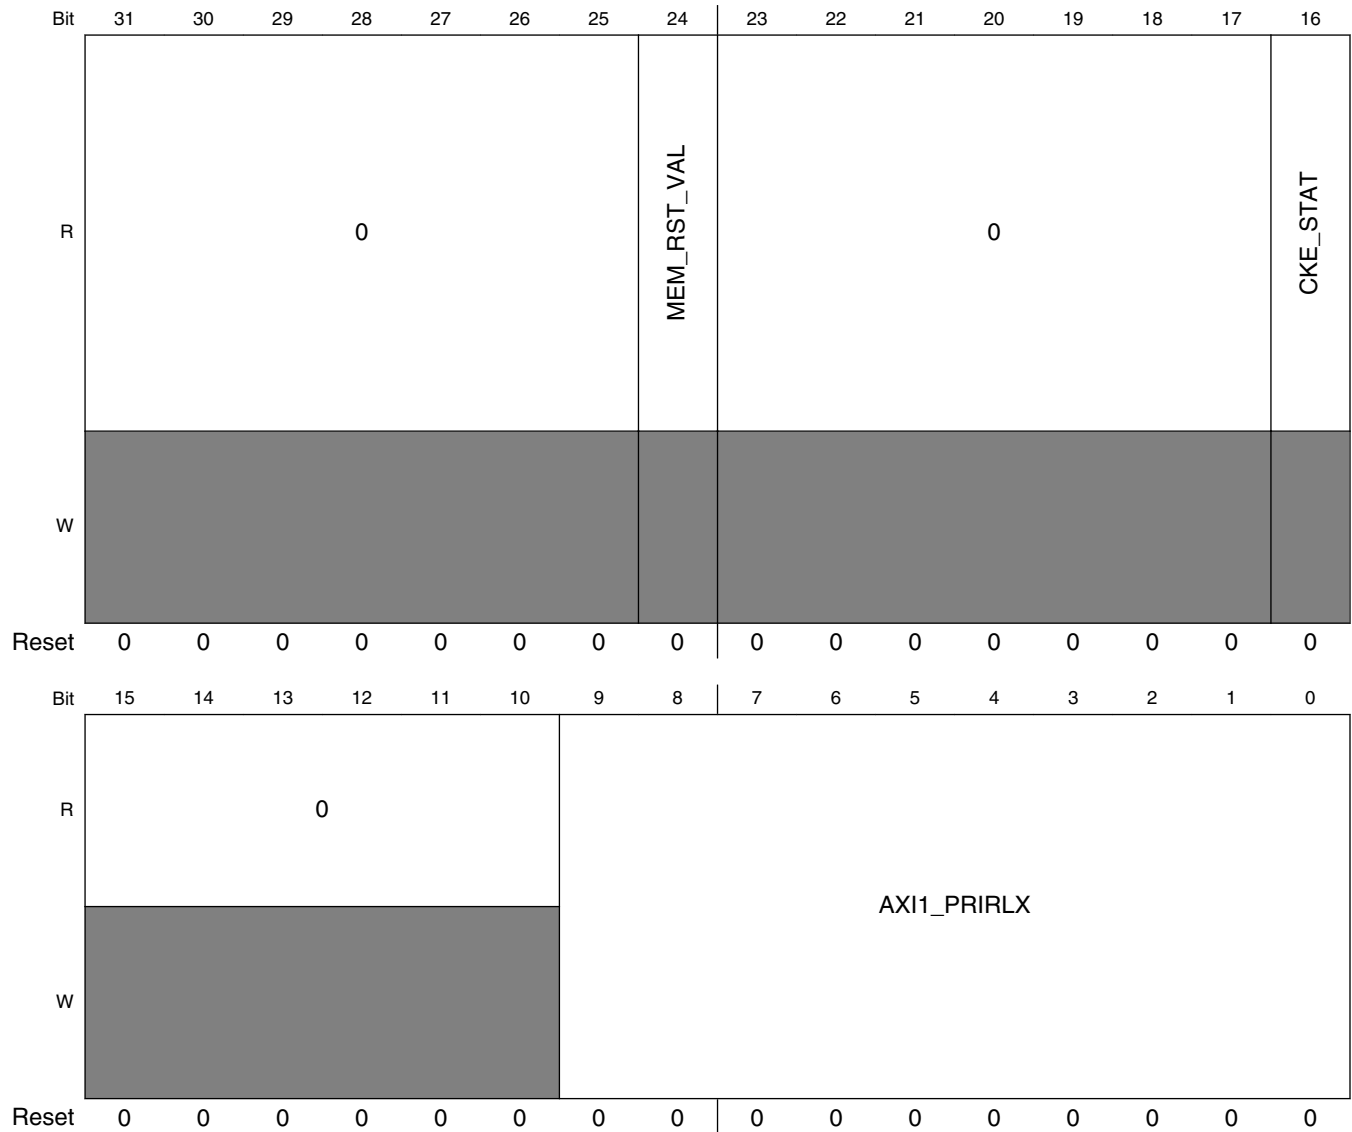 Bit 31 30 29 28 27 26 25 24 23 22 21 20 19 18 17 16
R 0 MEM_RST_VAL 0 CKE_STAT
W
Reset 0 0 0 0 0 0 0 0 0 0 0 0 0 0 0 0
Bit 15 14 13 12 11 10 9 8 7 6 5 4 3 2 1 0
R 0
AXI1_PRIRLX
W
Reset 0 0 0 0 0 0 0 0 0 0 0 0 0 0 0 0